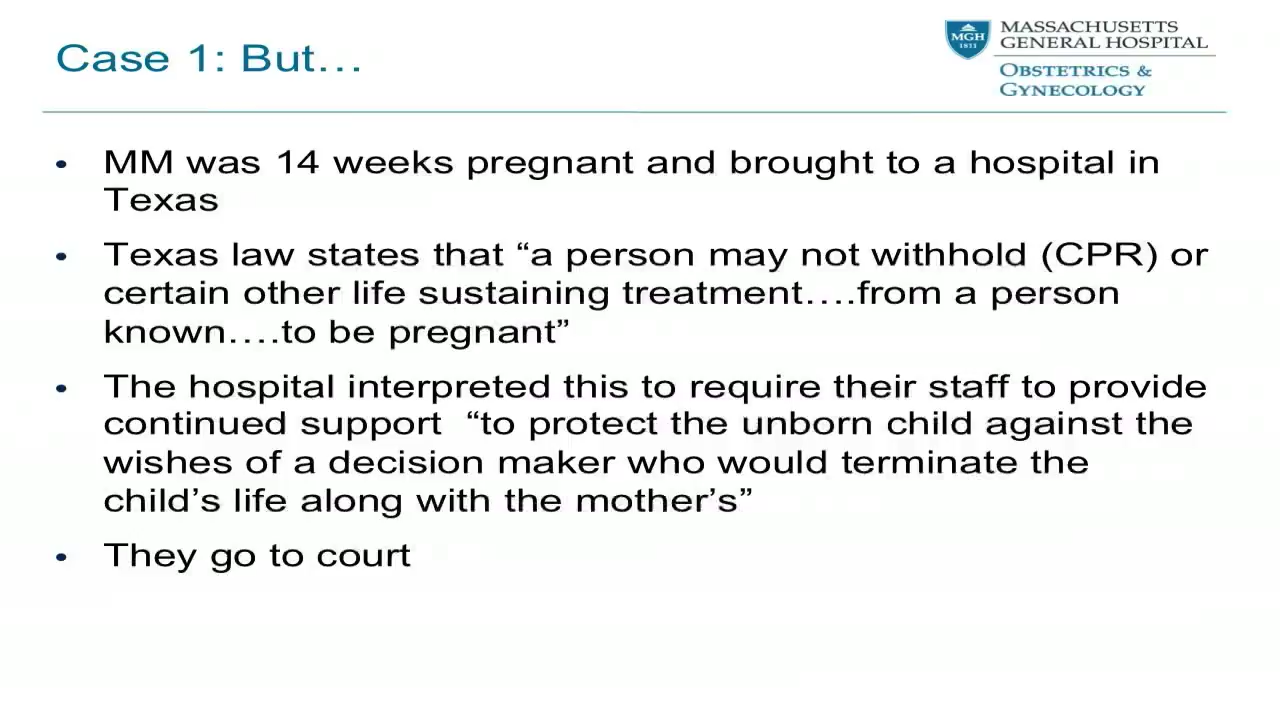 Case 1: But...
MGH
1811
MASSACHUSETTS
GENERAL HOSPITAL
OBSTETRICS &
GYNECOLOGY
• MM was 14 weeks pregnant and brought to a hospital in
Texas
• Texas law states that “a person may not withhold (CPR) or
certain other life sustaining treatment....from a person
known....to be pregnant”
• The hospital interpreted this to require their staff to provide
continued support “to protect the unborn child against the
wishes of a decision maker who would terminate the
child’s life along with the mother’s”
• They go to court